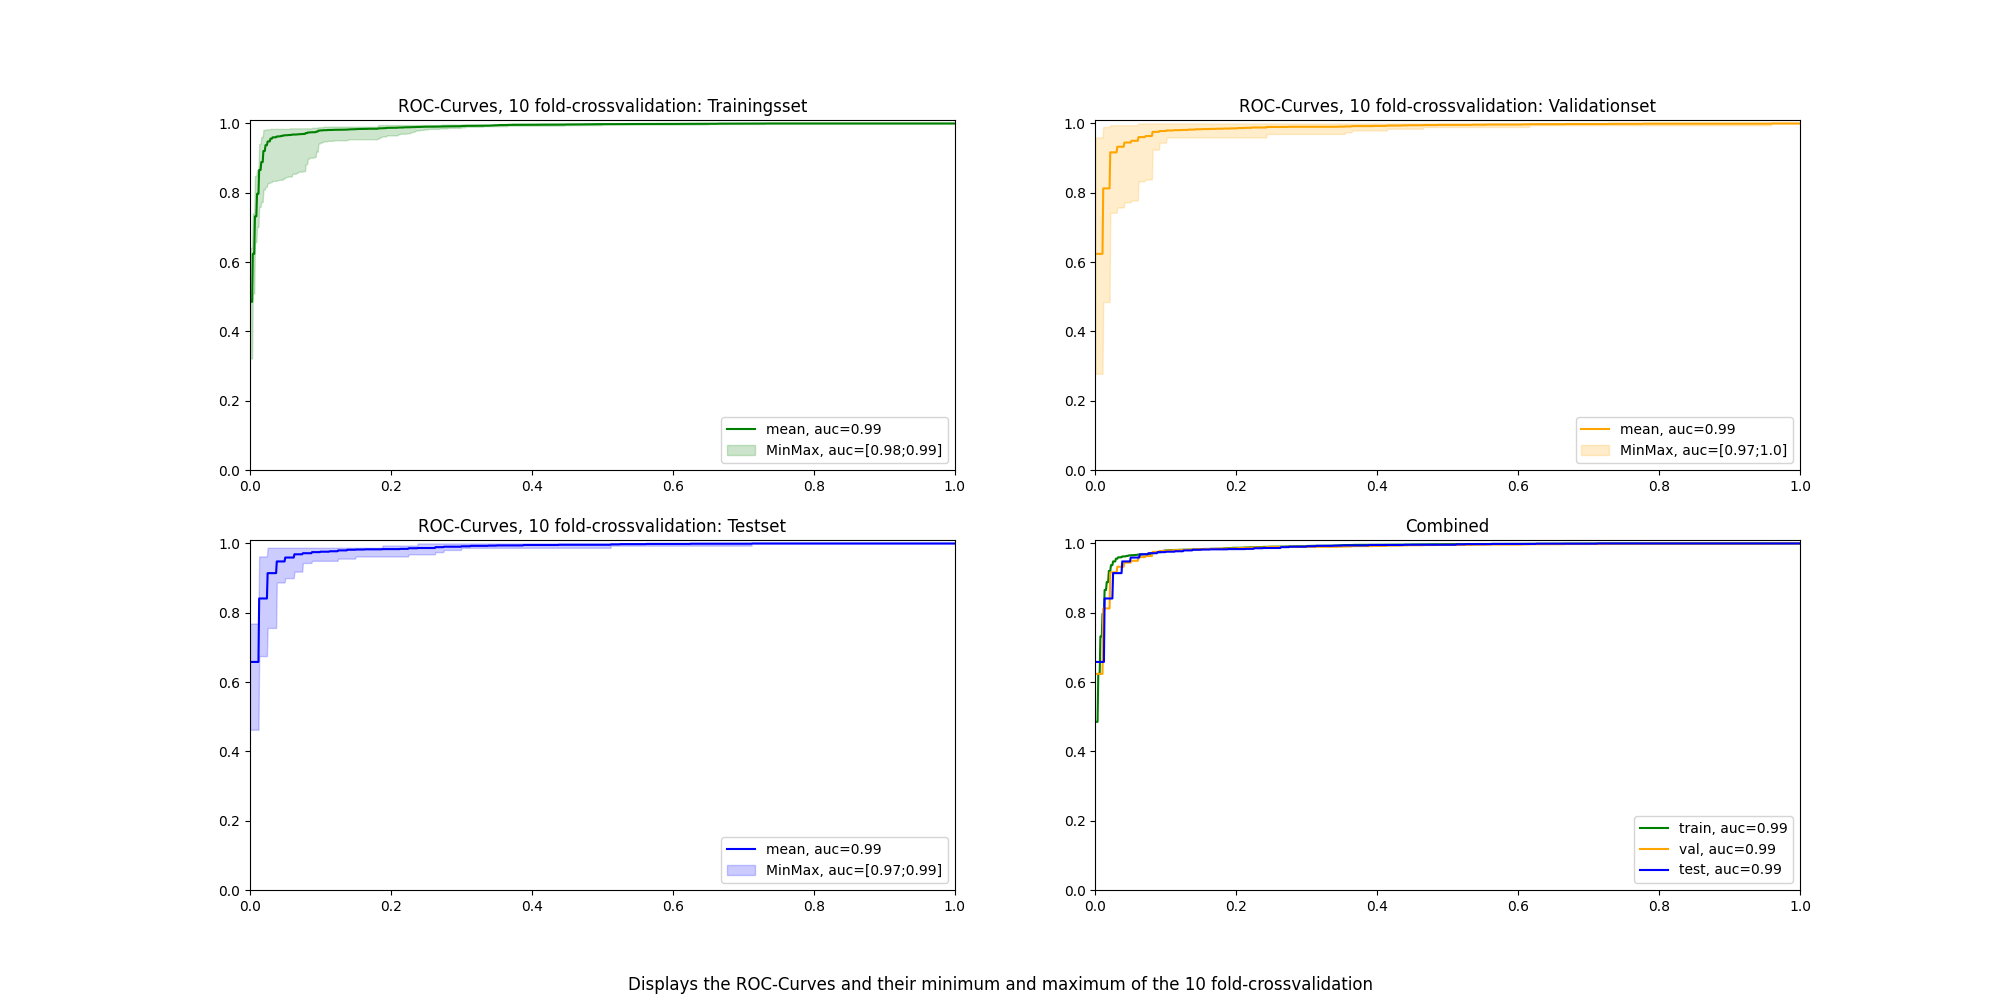 ROC-Curves, 10 fold-crossvalidation: Trainingsset
1.0
0.8
0.6
0.4
0.2
0.0
mean, auc=0.99
MinMax, auc=[0.98;0.99]
0.0 0.2 0.4 0.6 0.8 1.0
ROC-Curves, 10 fold-crossvalidation: Validationset
1.0
0.8
0.6
0.4
0.2
0.0
mean, auc=0.99
MinMax, auc=[0.97;1.0]
0.0 0.2 0.4 0.6 0.8 1.0
ROC-Curves, 10 fold-crossvalidation: Testset
1.0
0.8
0.6
0.4
0.2
0.0
mean, auc=0.99
MinMax, auc=[0.97;0.99]
0.0 0.2 0.4 0.6 0.8 1.0
Combined
1.0
0.8
0.6
0.4
0.2
0.0
train, auc=0.99
val, auc=0.99
test, auc=0.99
0.0 0.2 0.4 0.6 0.8 1.0
Displays the ROC-Curves and their minimum and maximum of the 10 fold-crossvalidation